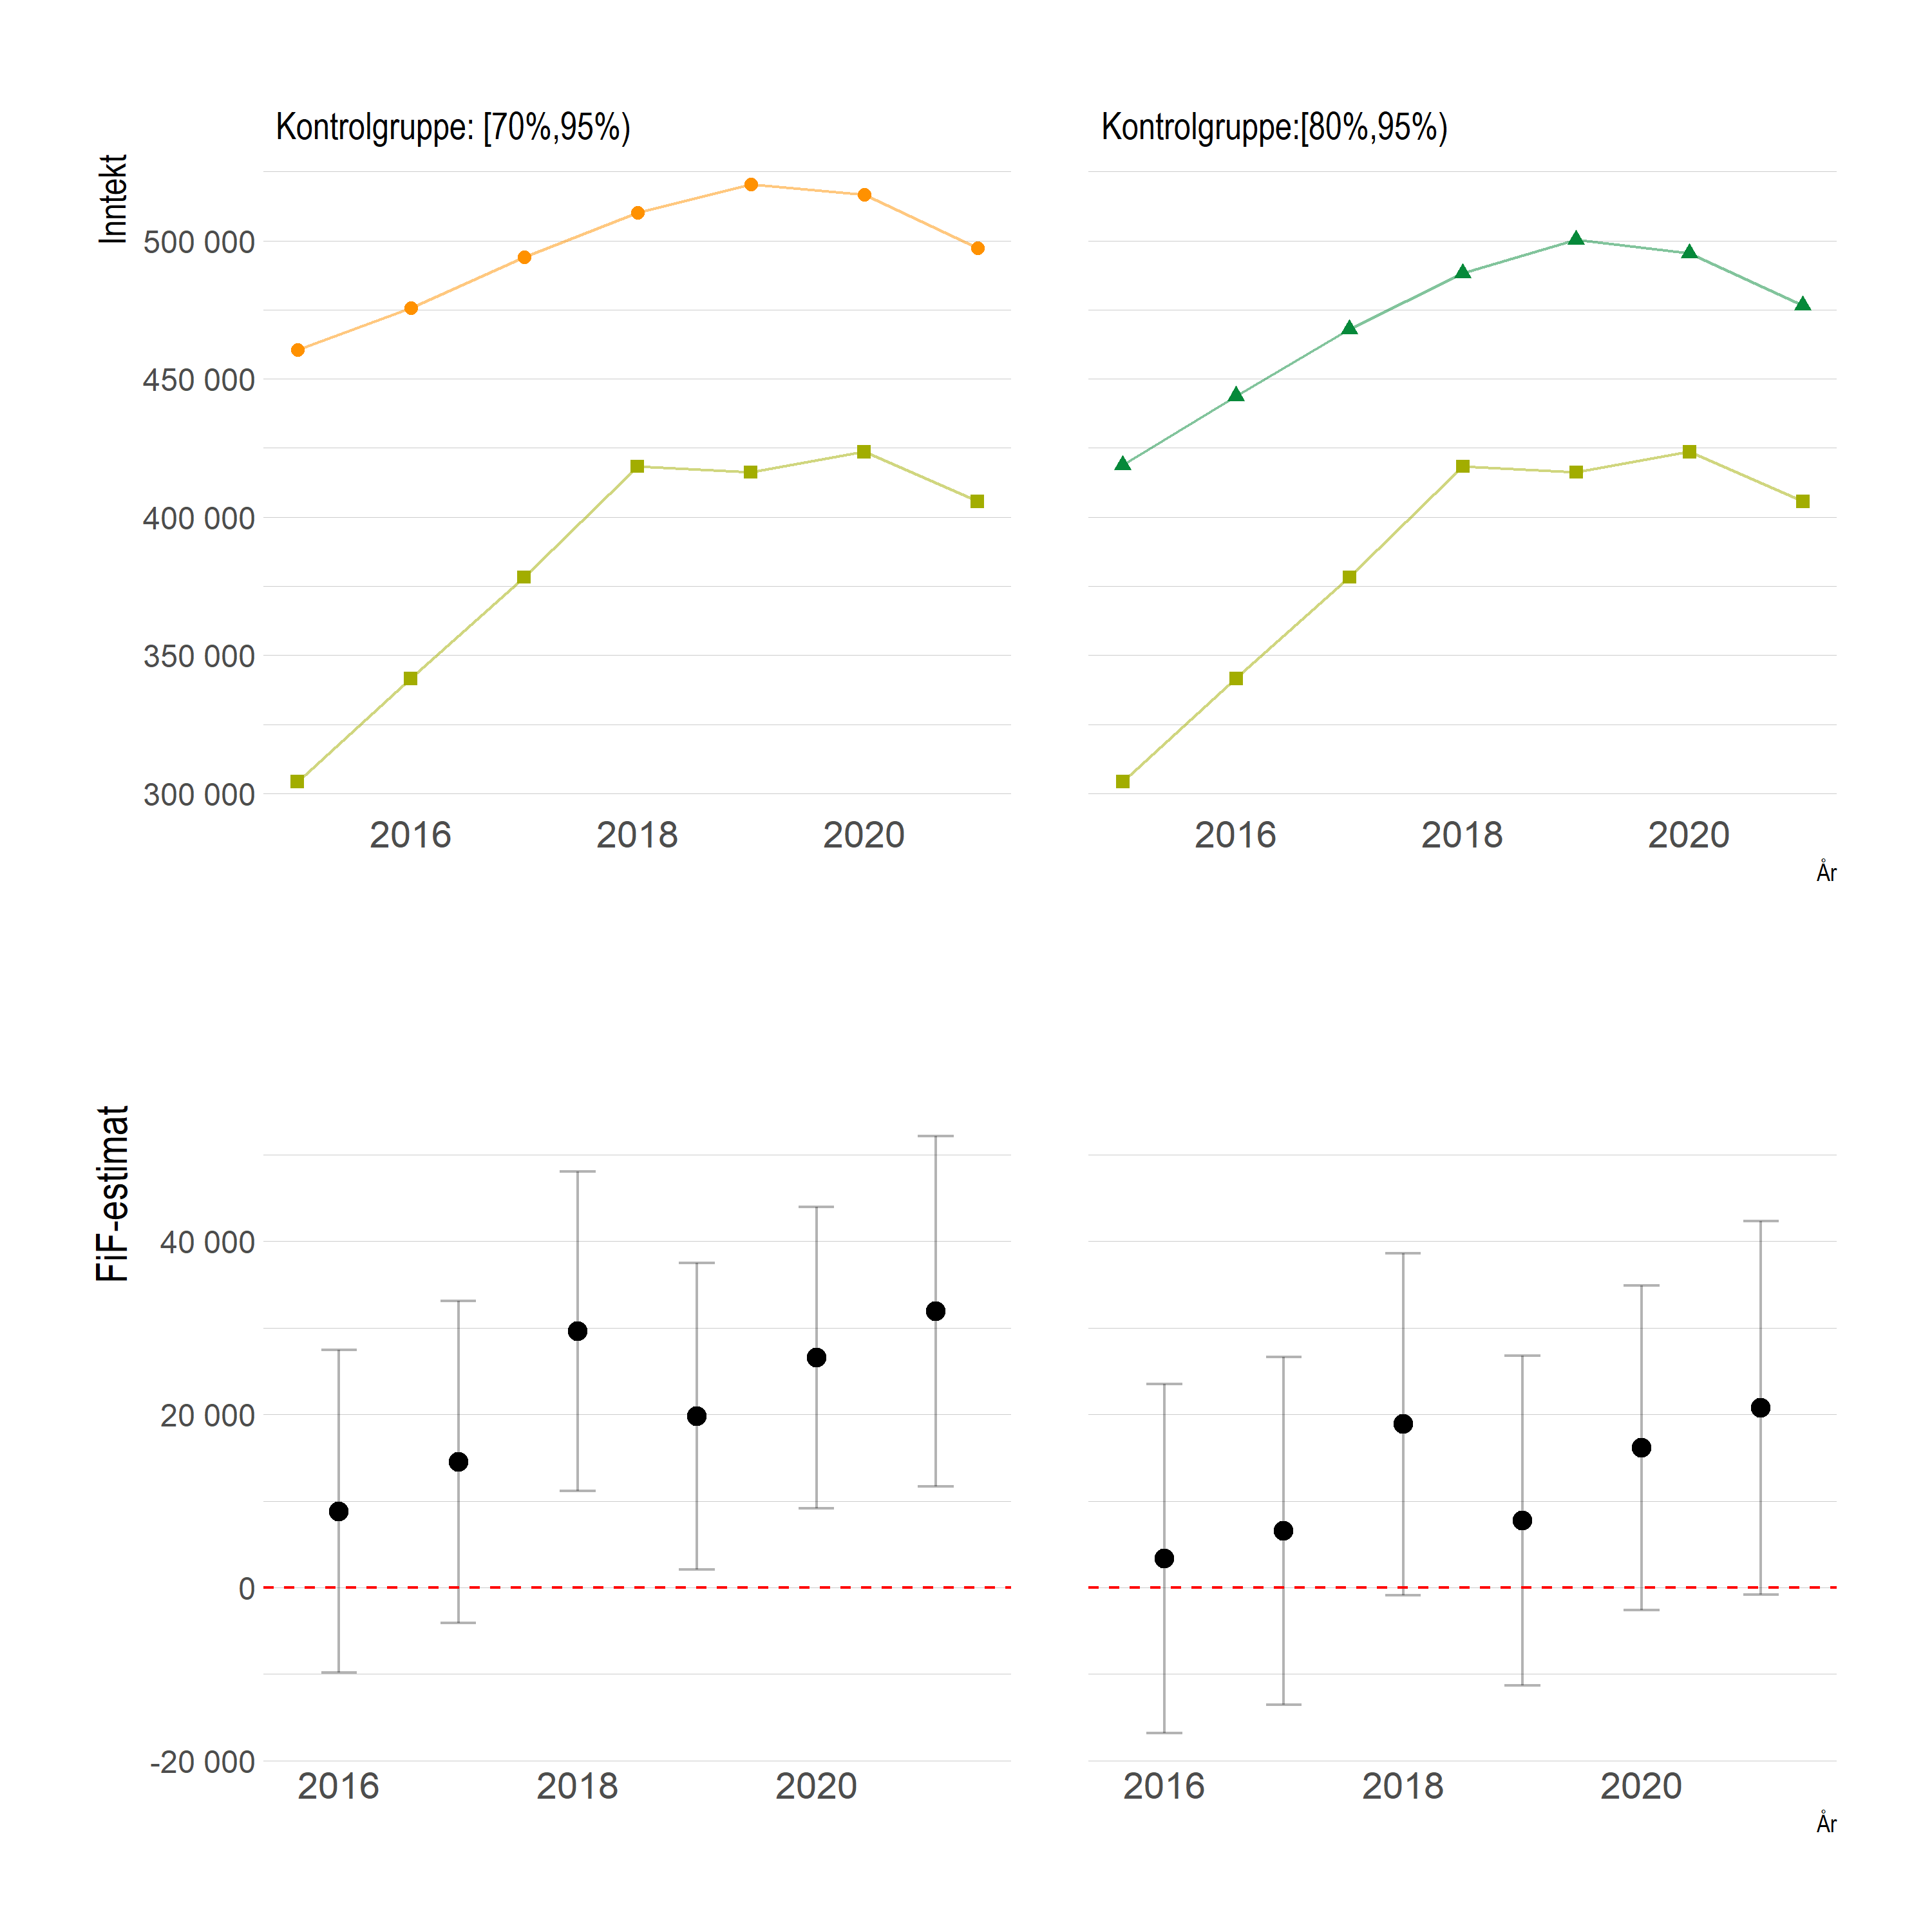 Kontrolgruppe: [70%,95%)
Kontrolgruppe:[80%,95%)
Inntekt
500 000
450 000
400 000
350 000
300 000
2016 2018 2020
2016 2018 2020
År
FiF-estimat
40 000
20 000
0
-20 000
2016 2018 2020
2016 2018 2020
År